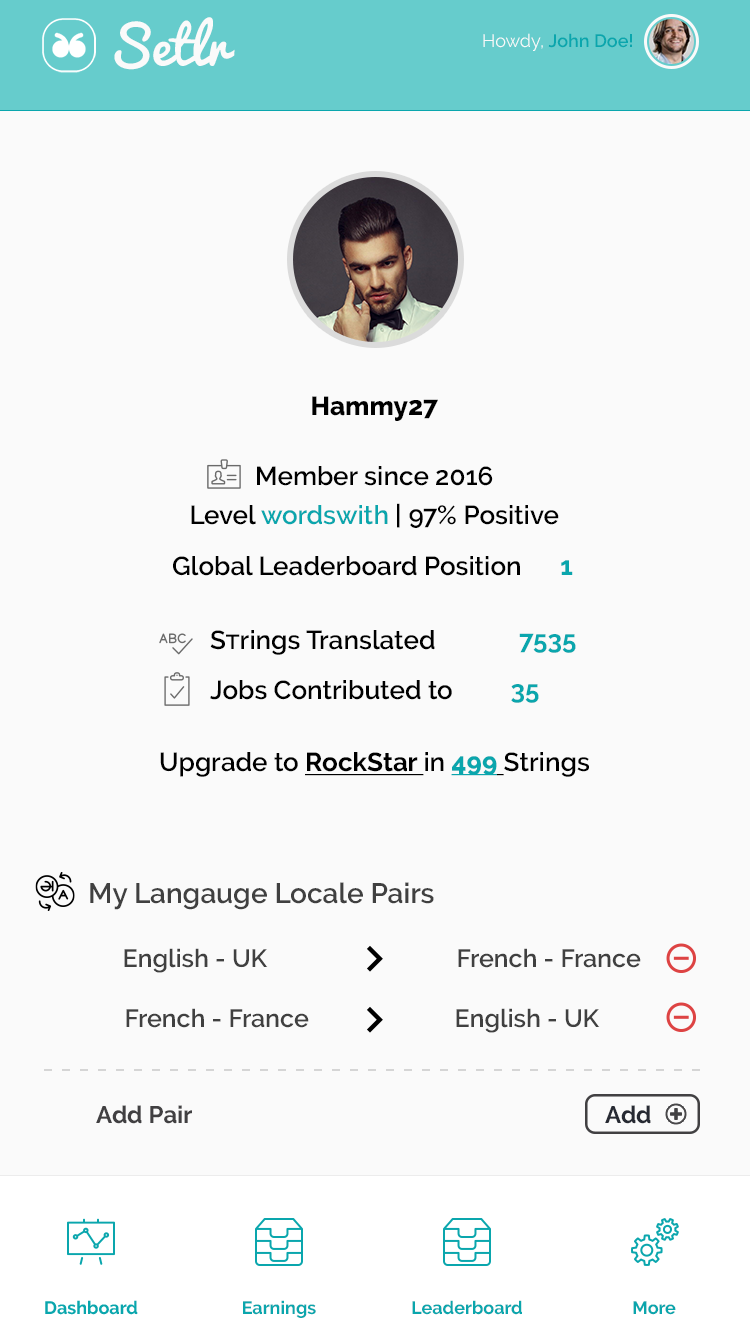 Setlr
Howdy, John Doe!
Hammy27
Member since 2016
Level wordswith | 97% Positive
Global Leaderboard Position 1
ABC STrings Translated 7535
Jobs Contributed to 35
Upgrade to RockStar in 499 Strings
A My Langauge Locale Pairs
English - UK > French - France
French - France > English - UK
Add Pair Add
Dashboard Earnings Leaderboard More